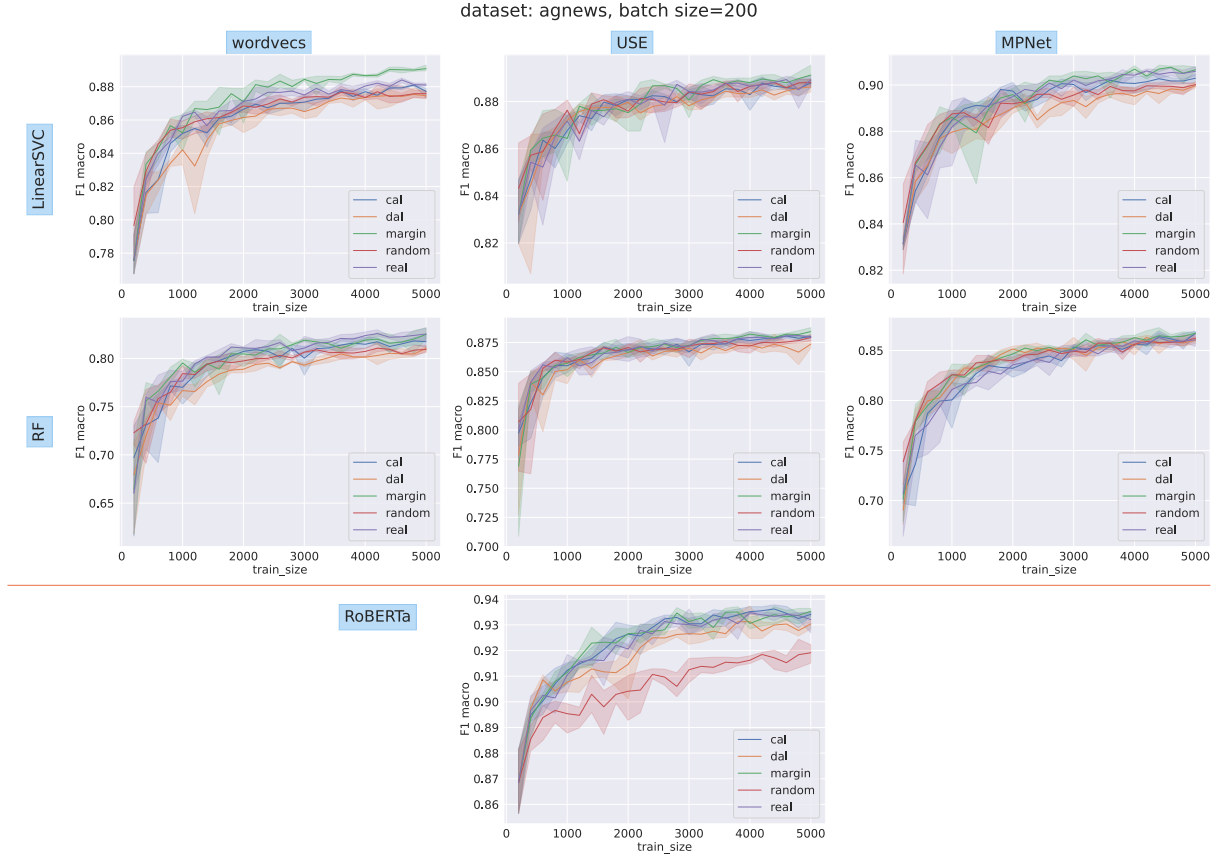 dataset: agnews, batch size=200
wordvecs
USE
MPNet
LinearSVC
F1 macro
0.88
0.86
0.84
0.82
0.80
0.78
0
1000
2000
3000
4000
5000
train_size
cal
dal
margin
random
real
F1 macro
0.88
0.86
0.84
0.82
0
1000
2000
3000
4000
5000
train_size
cal
dal
margin
random
real
F1 macro
0.90
0.88
0.86
0.84
0.82
0
1000
2000
3000
4000
5000
train_size
cal
dal
margin
random
real
RF
F1 macro
0.80
0.75
0.70
0.65
0
1000
2000
3000
4000
5000
train_size
cal
dal
margin
random
real
F1 macro
0.875
0.850
0.825
0.800
0.775
0.750
0.725
0.700
0
1000
2000
3000
4000
5000
train_size
cal
dal
margin
random
real
F1 macro
0.85
0.80
0.75
0.70
0
1000
2000
3000
4000
5000
train_size
cal
dal
margin
random
real
RoBERTa
F1 macro
0.94
0.93
0.92
0.91
0.90
0.89
0.88
0.87
0.86
0
1000
2000
3000
4000
5000
train_size
cal
dal
margin
random
real